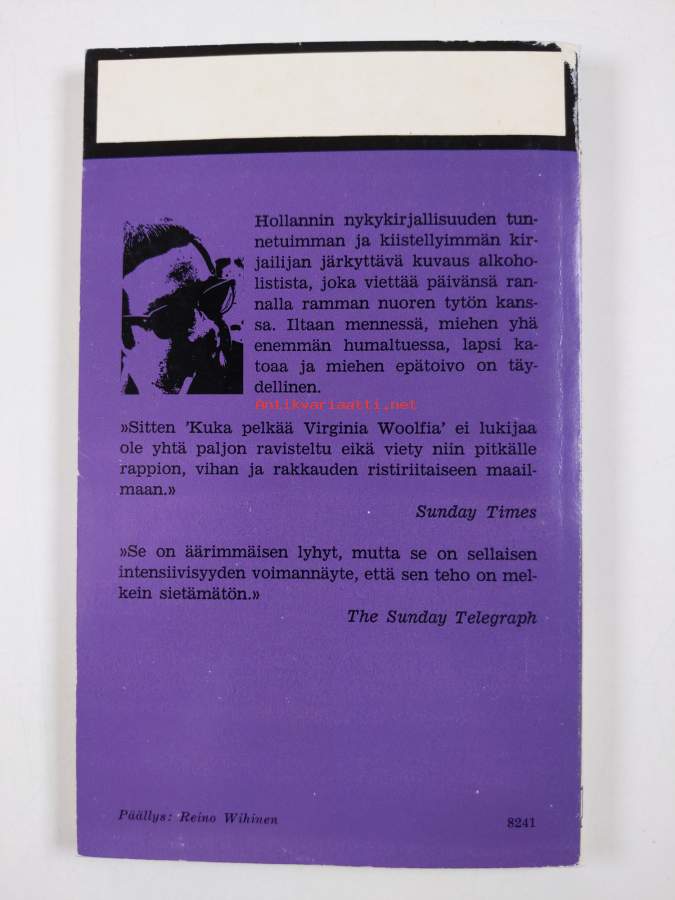 Hollannin nykykirjallisuuden tun-
netuimman ja kiistellyimmän kir-
jailijan järkyttävä kuvaus alkoho-
listista, joka viettää päivänsä ran-
nalla ramman nuoren tytön kans-
sa. Iltaan mennessä, miehen yhä
enemmän humaltuessa, lapsi ka-
toaa ja miehen epätoivo on täy-
dellinen.
Antikvariaatti.net
»Sitten 'Kuka pelkää Virginia Woolfia' ei lukijaa
ole yhtä paljon ravisteltu eikä viety niin pitkälle
rappion, vihan ja rakkauden ristiriitaiseen maail-
maan.»
Sunday Times
»Se on äärimmäisen lyhyt, mutta se on sellaisen
intensiivisyyden voimannäyte, että sen teho on mel-
kein sietämätön.»
The Sunday Telegraph
Päällys: Reino Wihinen
8241